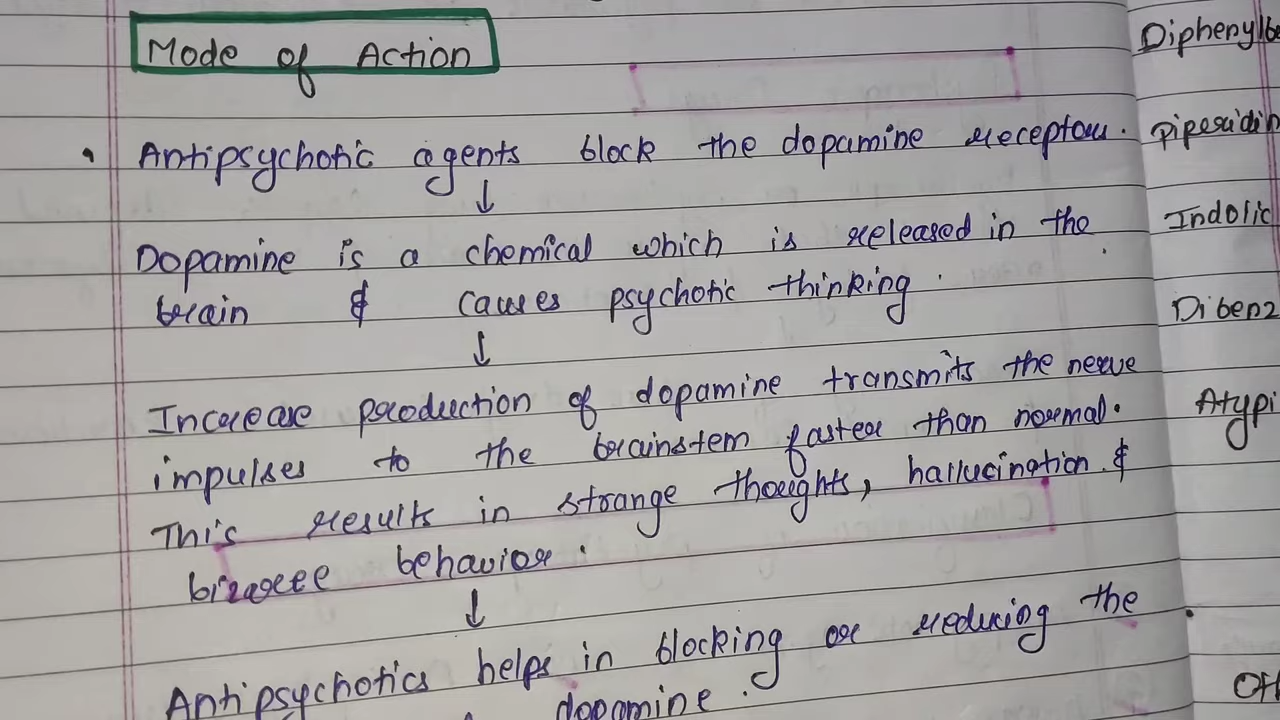 Mode of Action
• Antipsychotic agents block the dopamine receptor.
↓
Dopamine is a chemical which is released in the
brain & causes psychotic thinking.
↓
Increase production of dopamine transmits the nerve
impulses to the brainstem faster than normal.
This results in strange thoughts, hallucination &
bizarre behavior.
↓
Antipsychotics helps in blocking or reducing the
dopamine.
Diphenylb
Piperidin
Indolic
Dibenz
Atypi